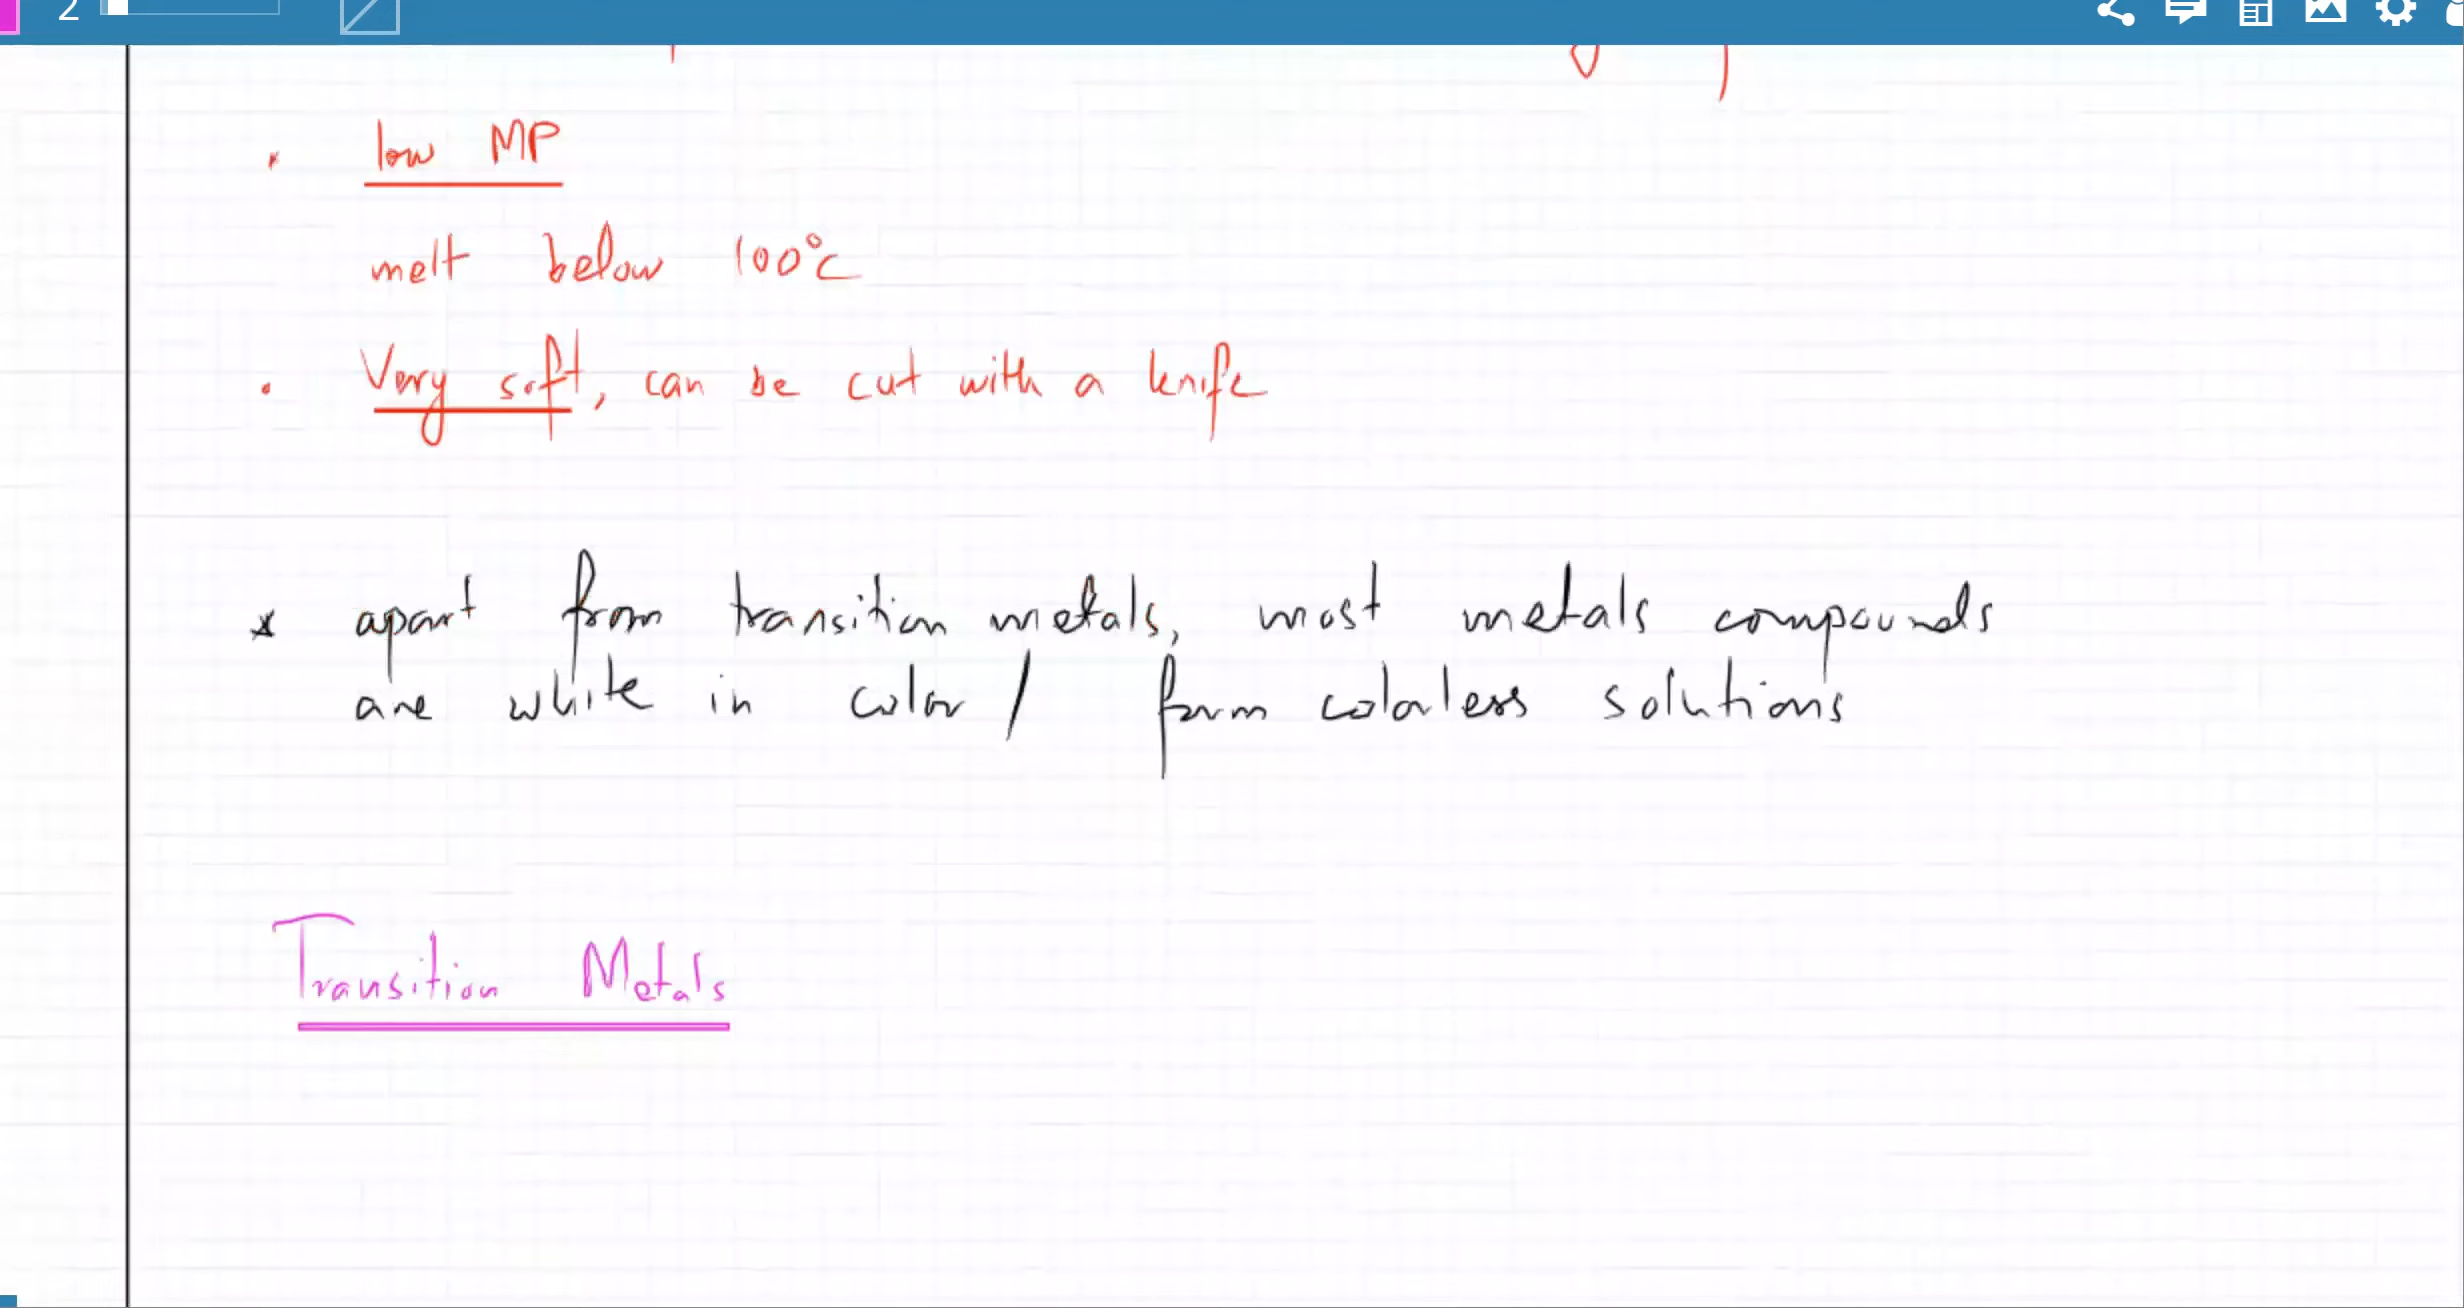 2
• low MP
melt below 100°C
• Very soft, can be cut with a knife
* apart from transition metals, most metals compounds
are white in color / form colorless solutions
Transition Metals